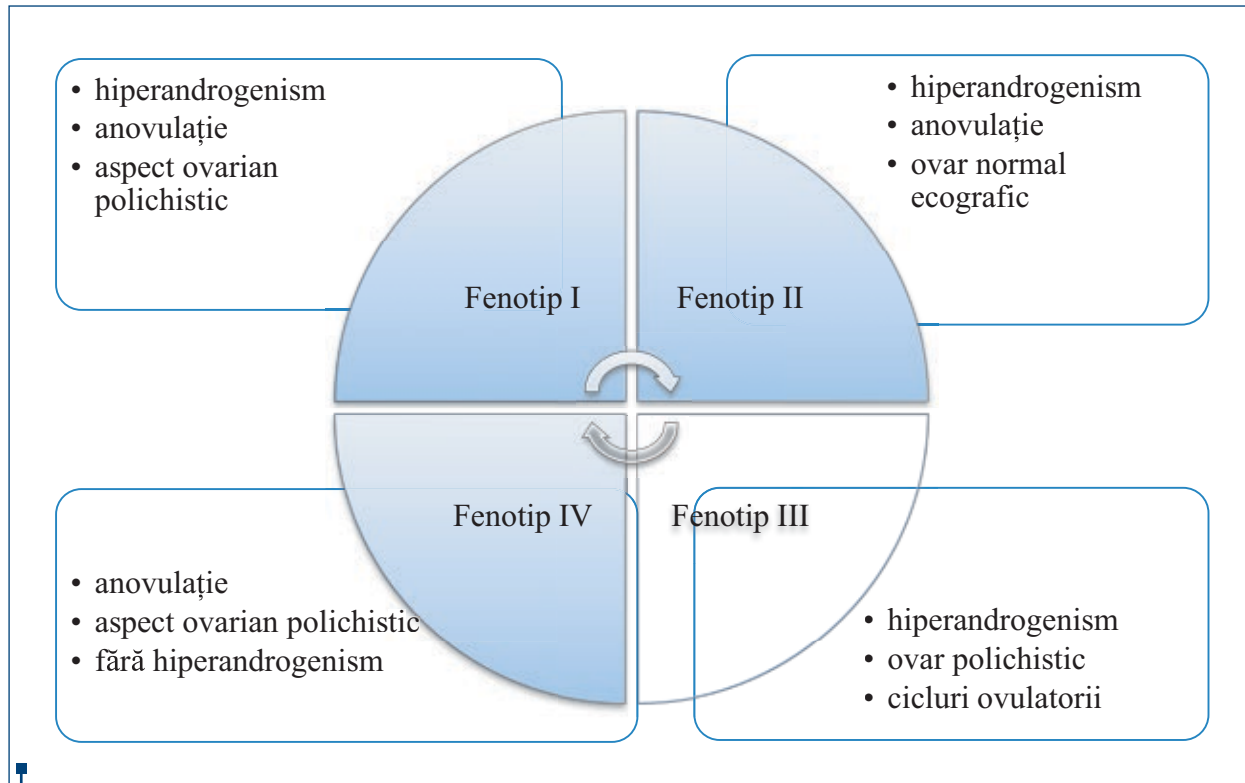 • hiperandrogenism
• anovulație
• aspect ovarian
polichistic
• hiperandrogenism
• anovulație
• ovar normal
ecografic
Fenotip I
Fenotip II
Fenotip IV
Fenotip III
• anovulație
• aspect ovarian polichistic
• fără hiperandrogenism
• hiperandrogenism
• ovar polichistic
• cicluri ovulatorii